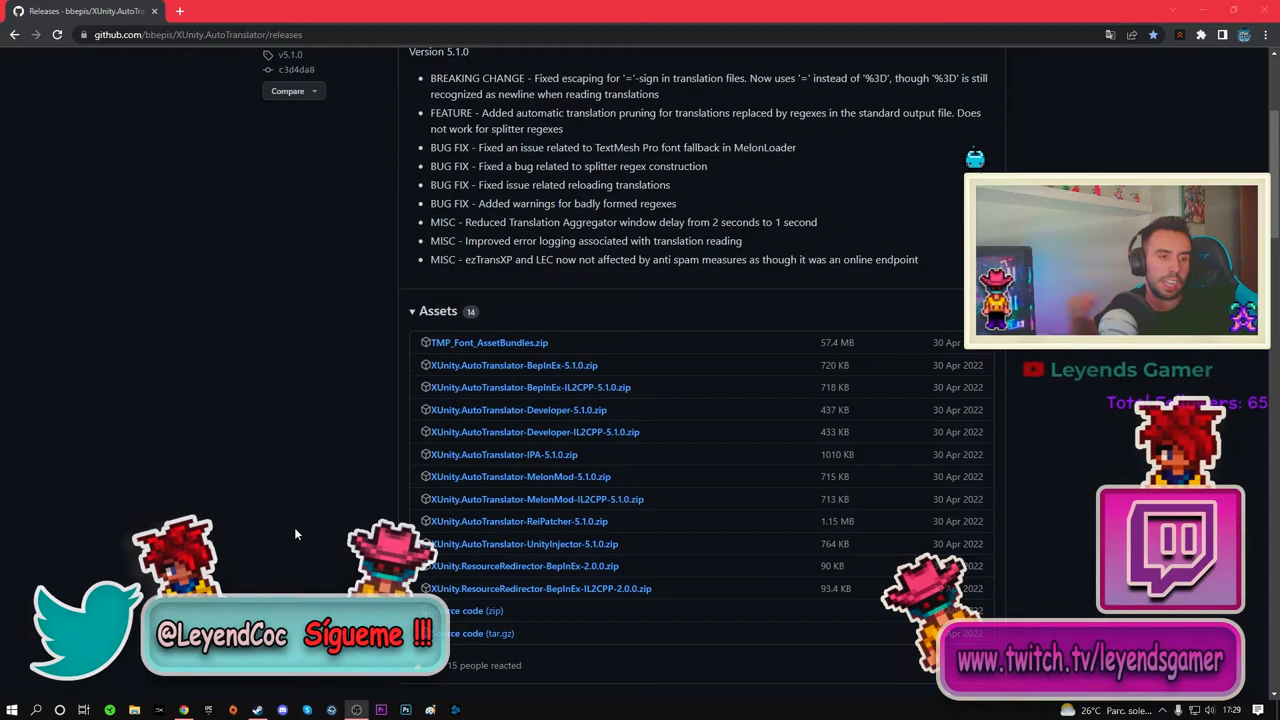 Releases · bbepis/XUnity.AutoTra
github.com/bbepis/XUnity.AutoTranslator/releases
v5.1.0
c3d4da8
Compare
Version 5.1.0
BREAKING CHANGE - Fixed escaping for '='-sign in translation files. Now uses '=' instead of '%3D', though '%3D' is still
recognized as newline when reading translations
FEATURE - Added automatic translation pruning for translations replaced by regexes in the standard output file. Does
not work for splitter regexes
BUG FIX - Fixed an issue related to TextMesh Pro font fallback in MelonLoader
BUG FIX - Fixed a bug related to splitter regex construction
BUG FIX - Fixed issue related reloading translations
BUG FIX - Added warnings for badly formed regexes
MISC - Reduced Translation Aggregator window delay from 2 seconds to 1 second
MISC - Improved error logging associated with translation reading
MISC - ezTransXP and LEC now not affected by anti spam measures as though it was an online endpoint
Assets 14
TMP_Font_AssetBundles.zip 57.4 MB 30 Apr 2022
XUnity.AutoTranslator-BepInEx-5.1.0.zip 720 KB 30 Apr 2022
XUnity.AutoTranslator-BepInEx-IL2CPP-5.1.0.zip 718 KB 30 Apr 2022
XUnity.AutoTranslator-Developer-5.1.0.zip 437 KB 30 Apr 2022
XUnity.AutoTranslator-Developer-IL2CPP-5.1.0.zip 433 KB 30 Apr 2022
XUnity.AutoTranslator-IPA-5.1.0.zip 1010 KB 30 Apr 2022
XUnity.AutoTranslator-MelonMod-5.1.0.zip 715 KB 30 Apr 2022
XUnity.AutoTranslator-MelonMod-IL2CPP-5.1.0.zip 713 KB 30 Apr 2022
XUnity.AutoTranslator-ReiPatcher-5.1.0.zip 1.15 MB 30 Apr 2022
XUnity.AutoTranslator-UnityInjector-5.1.0.zip 764 KB 30 Apr 2022
XUnity.ResourceRedirector-BepInEx-2.0.0.zip 90 KB 30 Apr 2022
XUnity.ResourceRedirector-BepInEx-IL2CPP-2.0.0.zip 93.4 KB 30 Apr 2022
ource code (zip)
ource code (tar.gz)
15 people reacted
Leyends Gamer
Total Followers: 65
@LeyendCoc Sígueme !!!
www.twitch.tv/leyendsgamer
26°C Parc. sole... 17:29